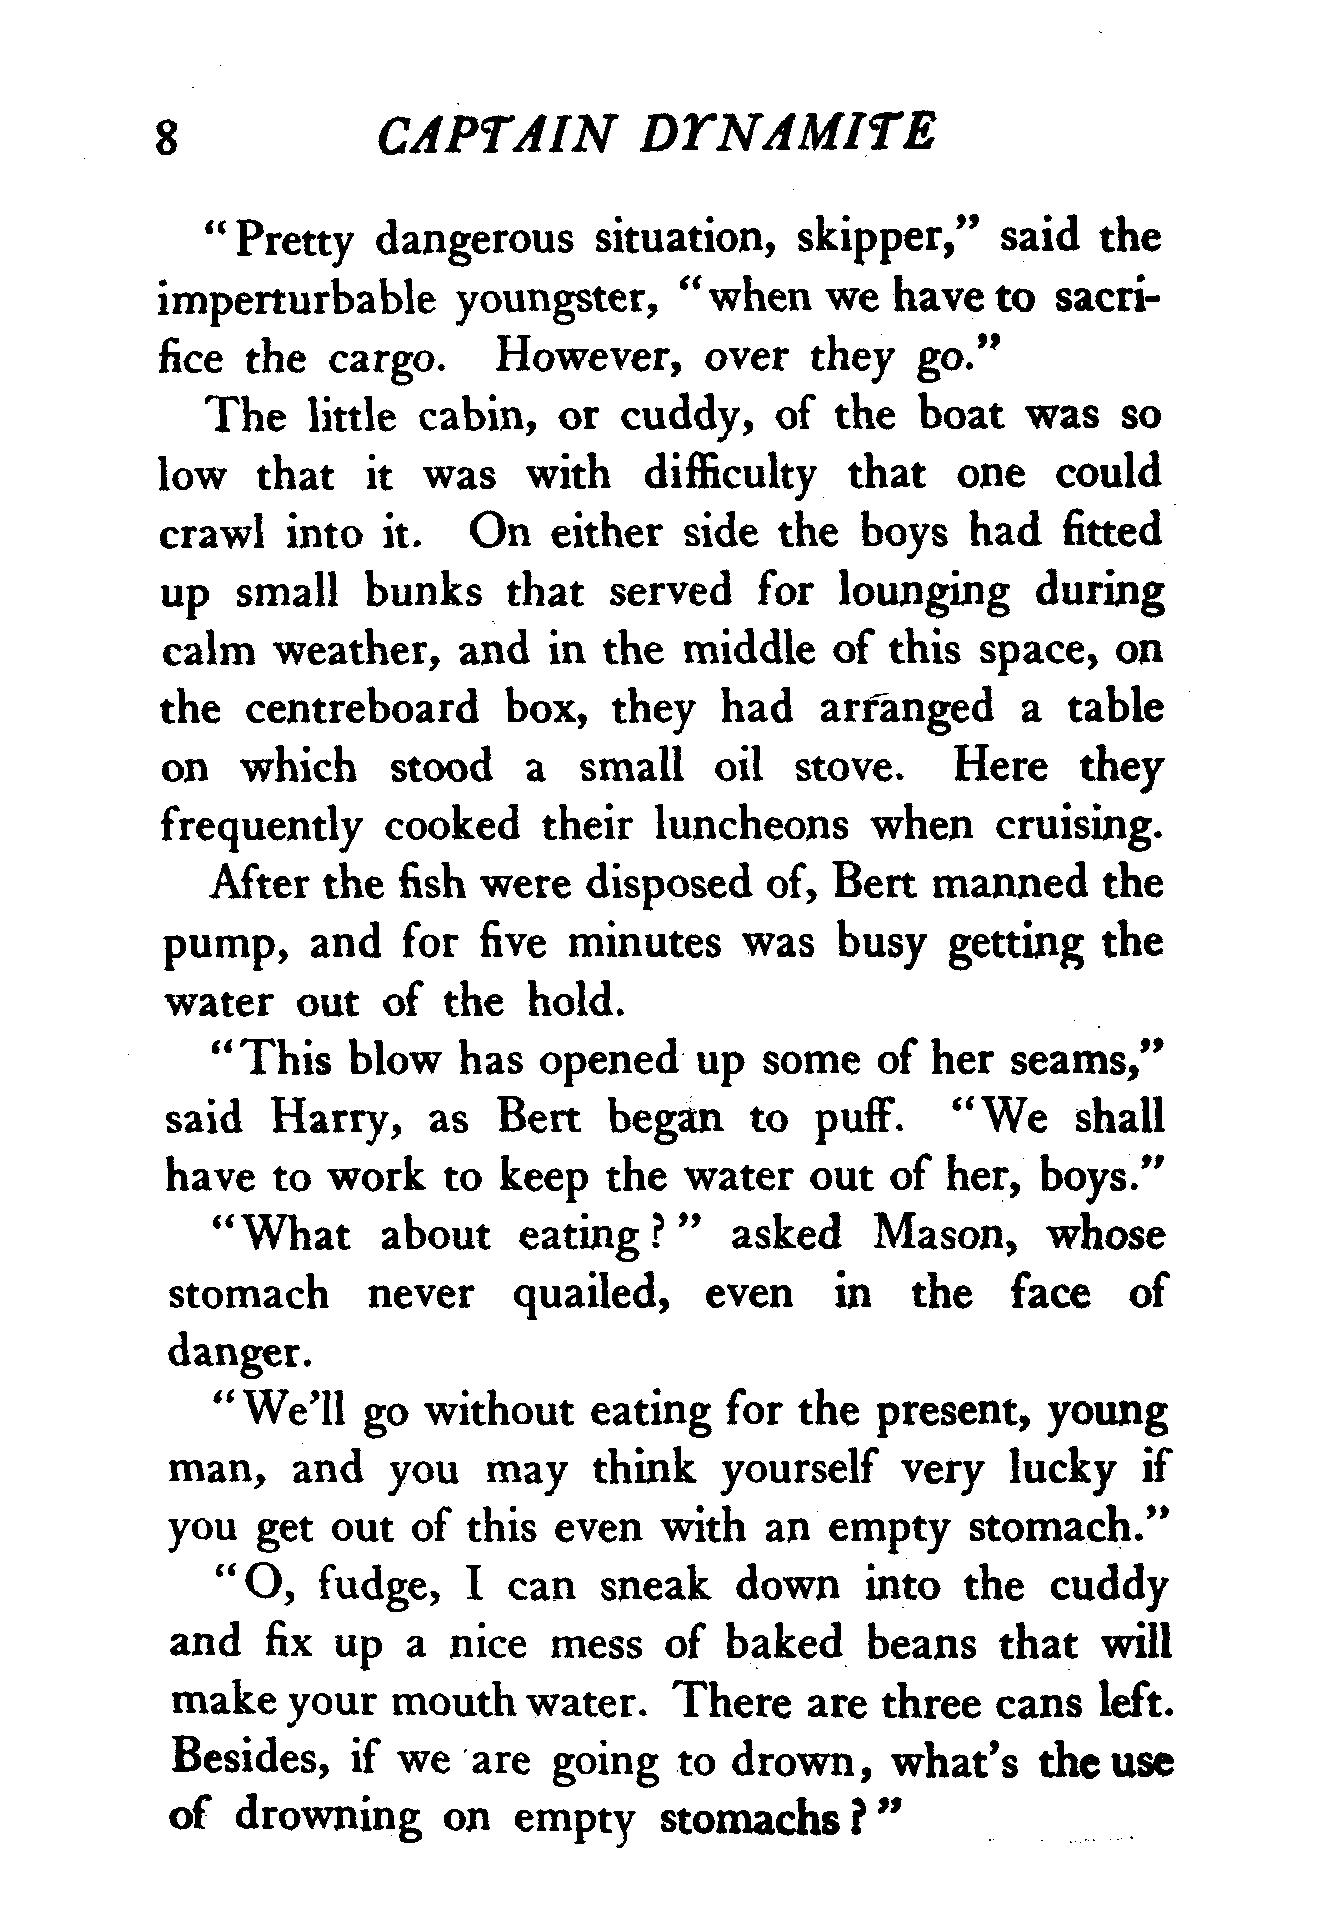 8 CAPTAIN DYNAMITE
“Pretty dangerous situation, skipper,” said the
imperturbable youngster, “when we have to sacri-
fice the cargo. However, over they go.”
The little cabin, or cuddy, of the boat was so
low that it was with difficulty that one could
crawl into it. On either side the boys had fitted
up small bunks that served for lounging during
calm weather, and in the middle of this space, on
the centreboard box, they had arranged a table
on which stood a small oil stove. Here they
frequently cooked their luncheons when cruising.
After the fish were disposed of, Bert manned the
pump, and for five minutes was busy getting the
water out of the hold.
“This blow has opened up some of her seams,”
said Harry, as Bert began to puff. “We shall
have to work to keep the water out of her, boys.”
“What about eating?” asked Mason, whose
stomach never quailed, even in the face of
danger.
“We’ll go without eating for the present, young
man, and you may think yourself very lucky if
you get out of this even with an empty stomach.”
“O, fudge, I can sneak down into the cuddy
and fix up a nice mess of baked beans that will
make your mouth water. There are three cans left.
Besides, if we are going to drown, what’s the use
of drowning on empty stomachs?”